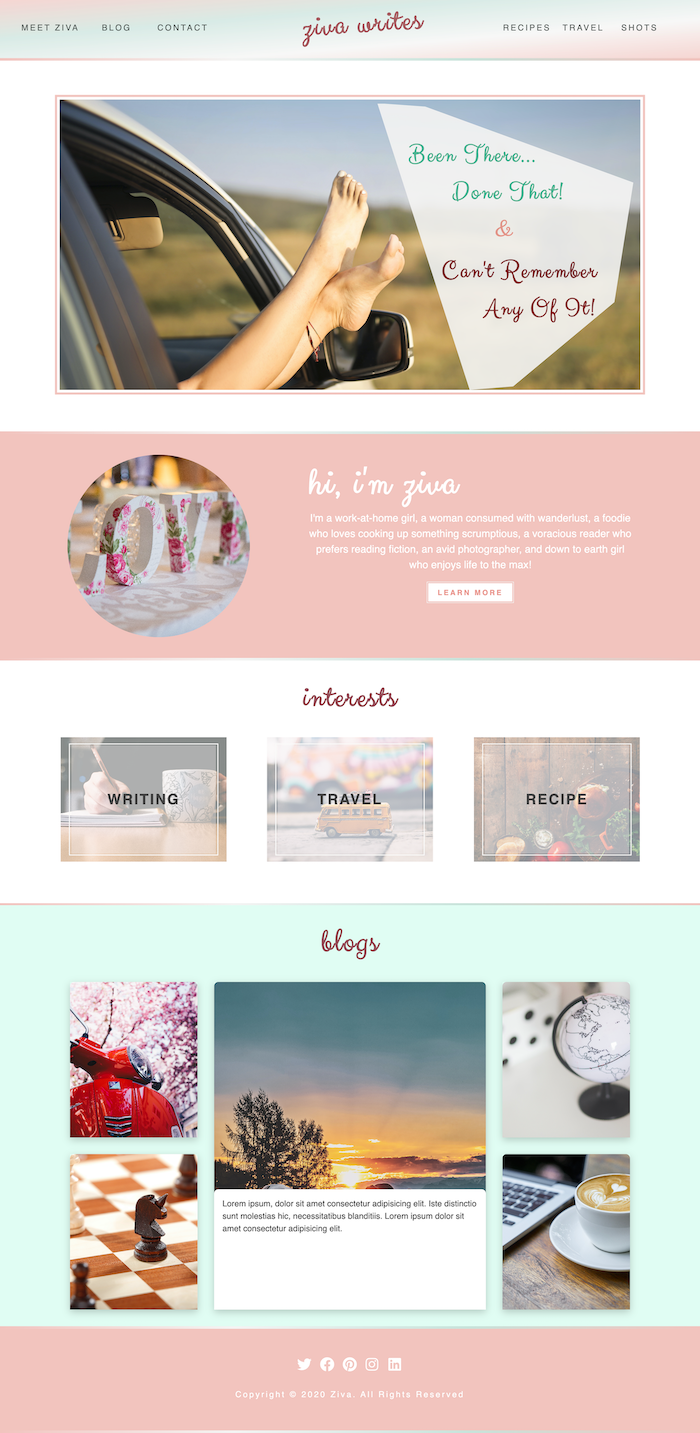 MEET ZIVA BLOG CONTACT ziva writes RECIPES TRAVEL SHOTS
Been There...
Done That!
&
Can't Remember
Any Of It!
hi, i'm ziva
I'm a work-at-home girl, a woman consumed with wanderlust, a foodie
who loves cooking up something scrumptious, a voracious reader who
prefers reading fiction, an avid photographer, and down to earth girl
who enjoys life to the max!
LEARN MORE
interests
WRITING TRAVEL RECIPE
blogs
Lorem ipsum, dolor sit amet consectetur adipisicing elit. Iste distinctio
sunt molestias hic, necessitatibus blanditiis. Lorem ipsum dolor sit
amet consectetur adipisicing elit.
Copyright © 2020 Ziva. All Rights Reserved